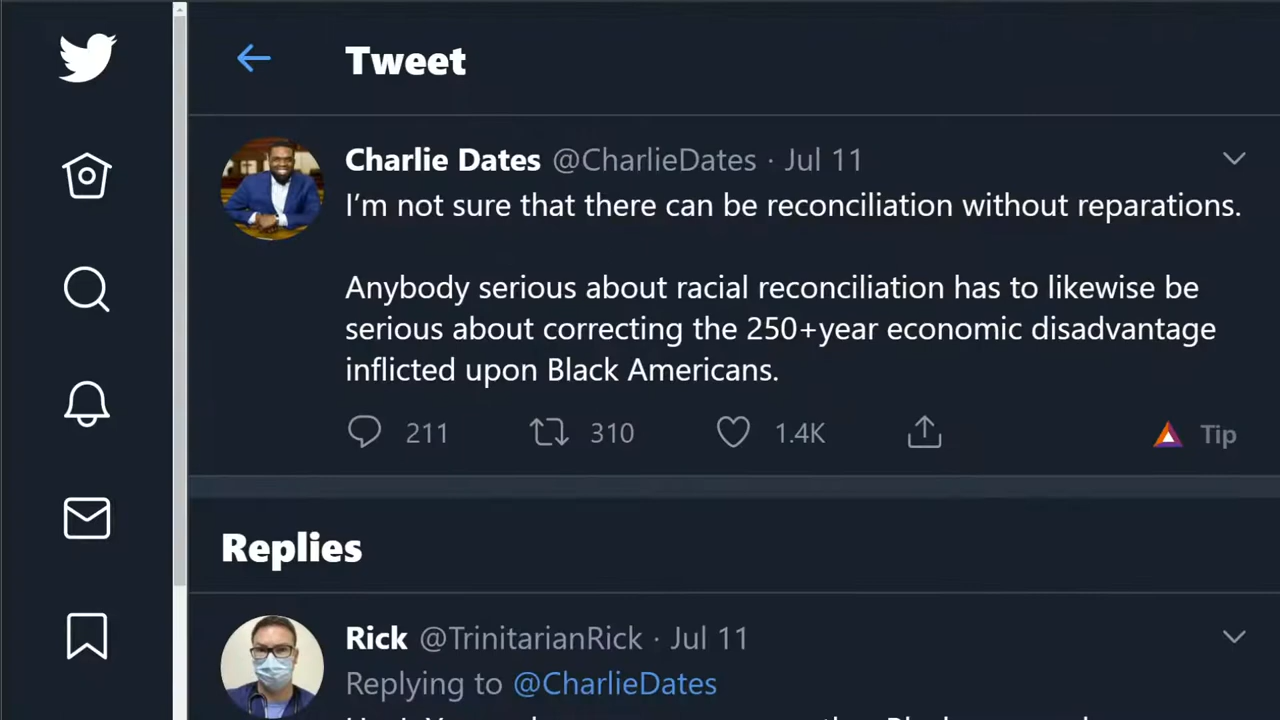 Tweet
Charlie Dates @CharlieDates · Jul 11
I’m not sure that there can be reconciliation without reparations.
Anybody serious about racial reconciliation has to likewise be
serious about correcting the 250+year economic disadvantage
inflicted upon Black Americans.
211 310 1.4K Tip
Replies
Rick @TrinitarianRick · Jul 11
Replying to @CharlieDates